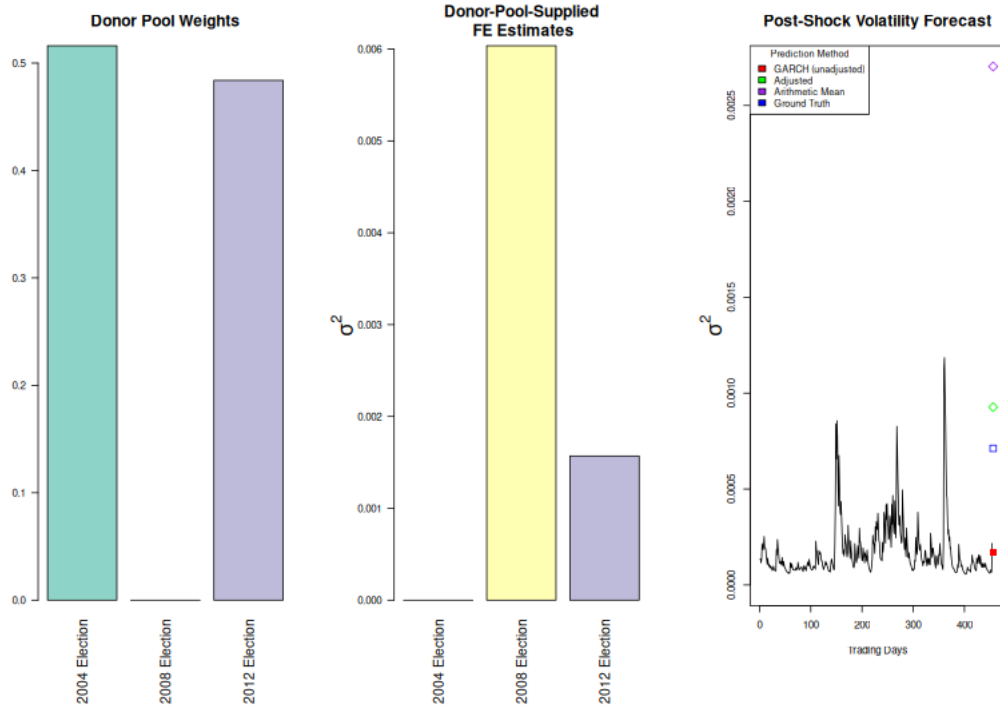 Donor Pool Weights
0.5
0.4
0.3
0.2
0.1
0.0
2004 Election
2008 Election
2012 Election
Donor-Pool-Supplied
FE Estimates
σ²
0.006
0.005
0.004
0.003
0.002
0.001
0.000
2004 Election
2008 Election
2012 Election
Post-Shock Volatility Forecast
Prediction Method
GARCH (unadjusted)
Adjusted
Arithmetic Mean
Ground Truth
σ²
0.0025
0.0020
0.0015
0.0010
0.0005
0.0000
0
100
200
300
400
Trading Days